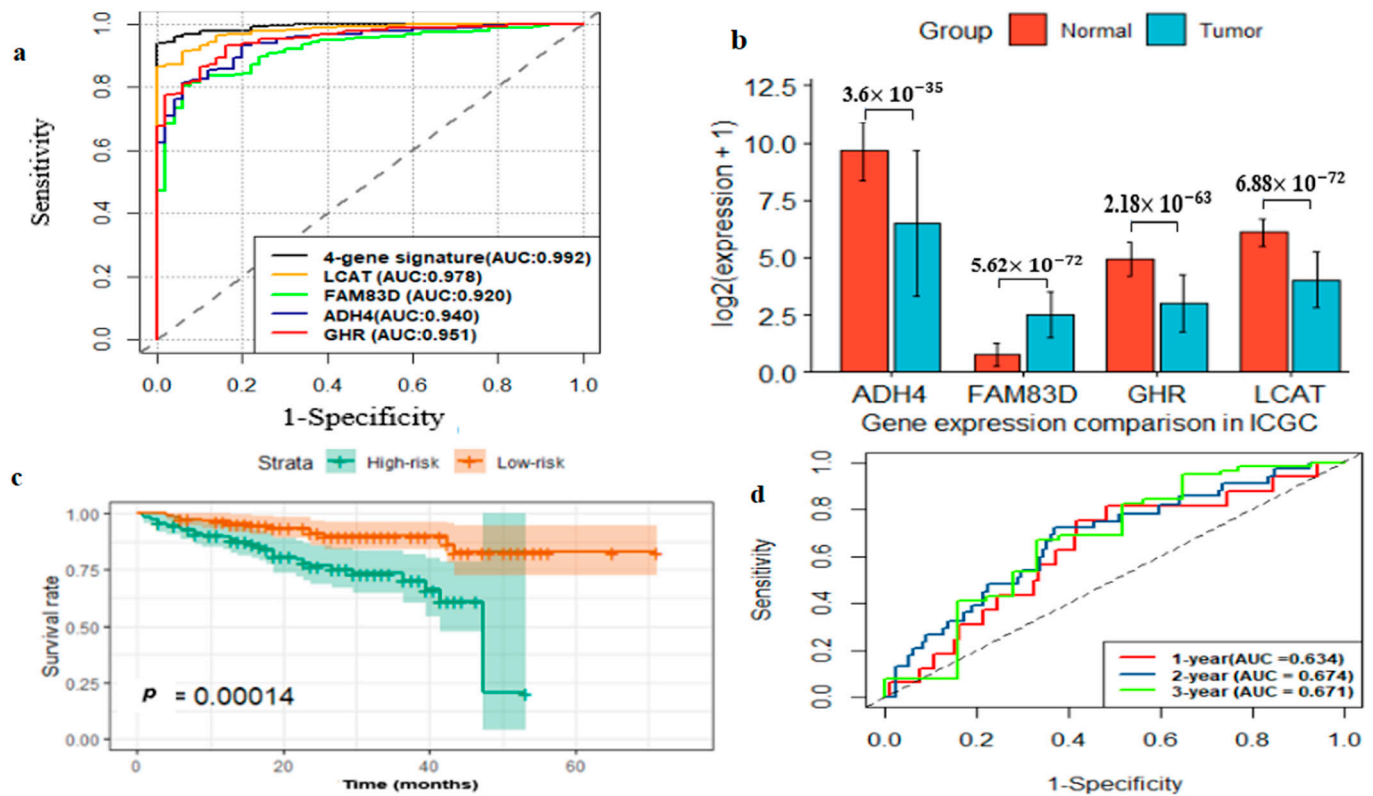 a
1.0
0.8
0.6
0.4
0.2
0.0
Sensitivity
4-gene signature(AUC:0.992)
LCAT (AUC:0.978)
FAM83D (AUC:0.920)
ADH4(AUC:0.940)
GHR (AUC:0.951)
0.0 0.2 0.4 0.6 0.8 1.0
1-Specificity
b
Group Normal Tumor
log2(expression + 1)
12.5
10.0
7.5
5.0
2.5
0.0
3.6× 10⁻³⁵
5.62× 10⁻⁷²
2.18× 10⁻⁶³
6.88× 10⁻⁷²
ADH4 FAM83D GHR LCAT
Gene expression comparison in ICGC
c
Strata High-risk Low-risk
Survival rate
1.00
0.75
0.50
0.25
0.00
p = 0.00014
0 20 40 60
Time (months)
d
Sensitivity
1.0
0.8
0.6
0.4
0.2
0.0
1-year(AUC =0.634)
2-year (AUC = 0.674)
3-year (AUC = 0.671)
0.0 0.2 0.4 0.6 0.8 1.0
1-Specificity